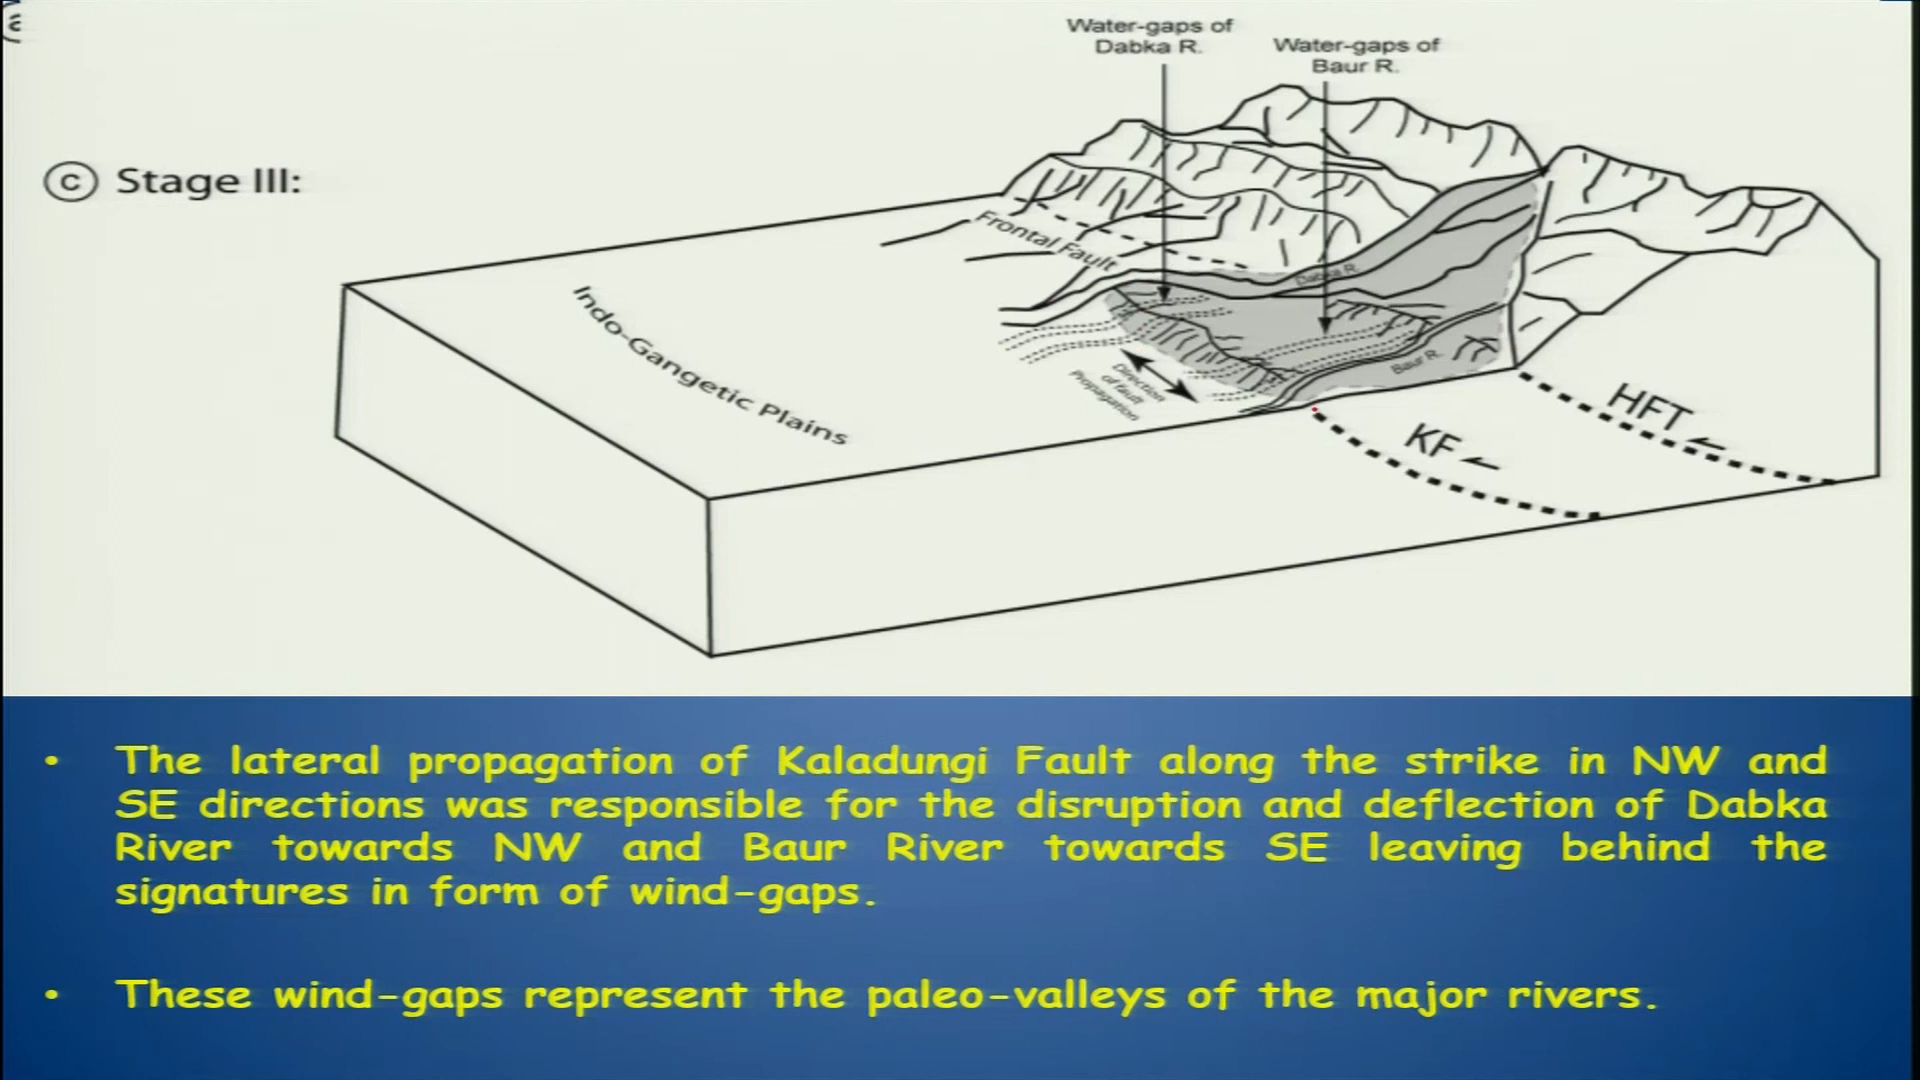 Water-gaps of
Dabka R.
Water-gaps of
Baur R.
c Stage III:
Frontal Fault
Dabka R.
Indo-Gangetic Plains
Direction
of fault
Propagation
Baur R.
HFT
KF
• The lateral propagation of Kaladungi Fault along the strike in NW and
SE directions was responsible for the disruption and deflection of Dabka
River towards NW and Baur River towards SE leaving behind the
signatures in form of wind-gaps.
• These wind-gaps represent the paleo-valleys of the major rivers.